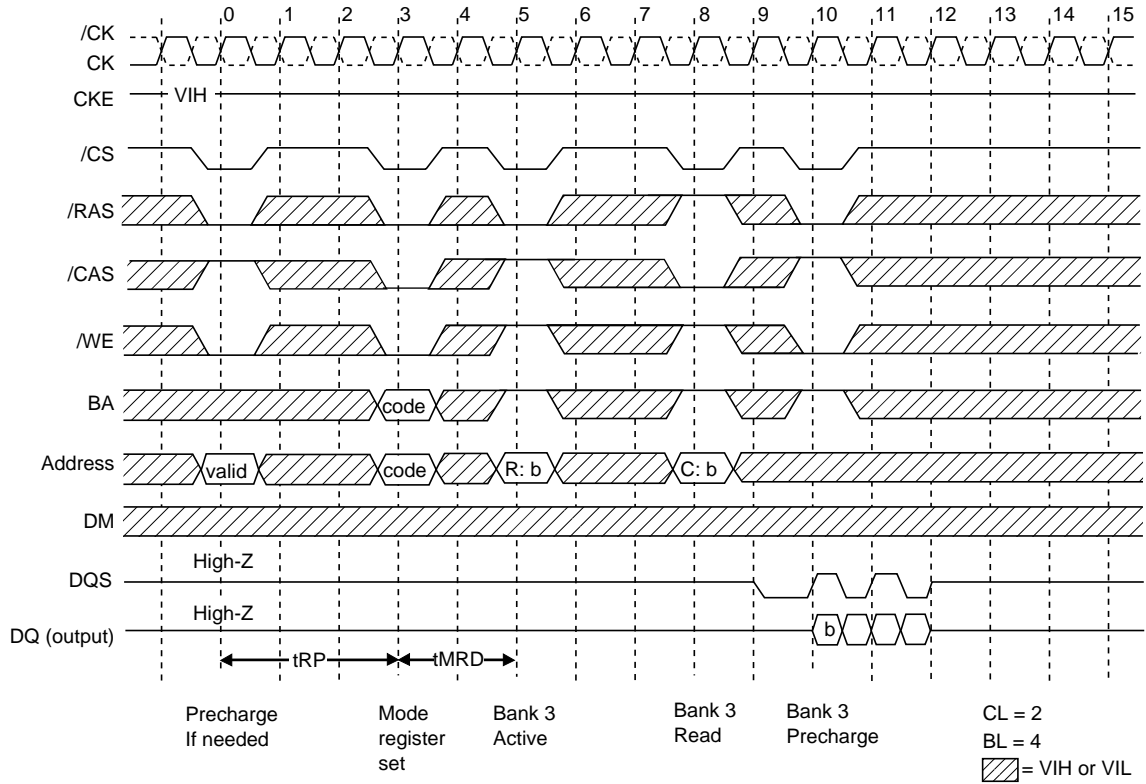 0 1 2 3 4 5 6 7 8 9 10 11 12 13 14 15
/CK
CK
CKE VIH
/CS
/RAS
/CAS
/WE
BA code
Address valid code R: b C: b
DM
High-Z
DQS
High-Z
DQ (output) b
tRP tMRD
Precharge If needed
Mode register set
Bank 3 Active
Bank 3 Read
Bank 3 Precharge
CL = 2
BL = 4
= VIH or VIL